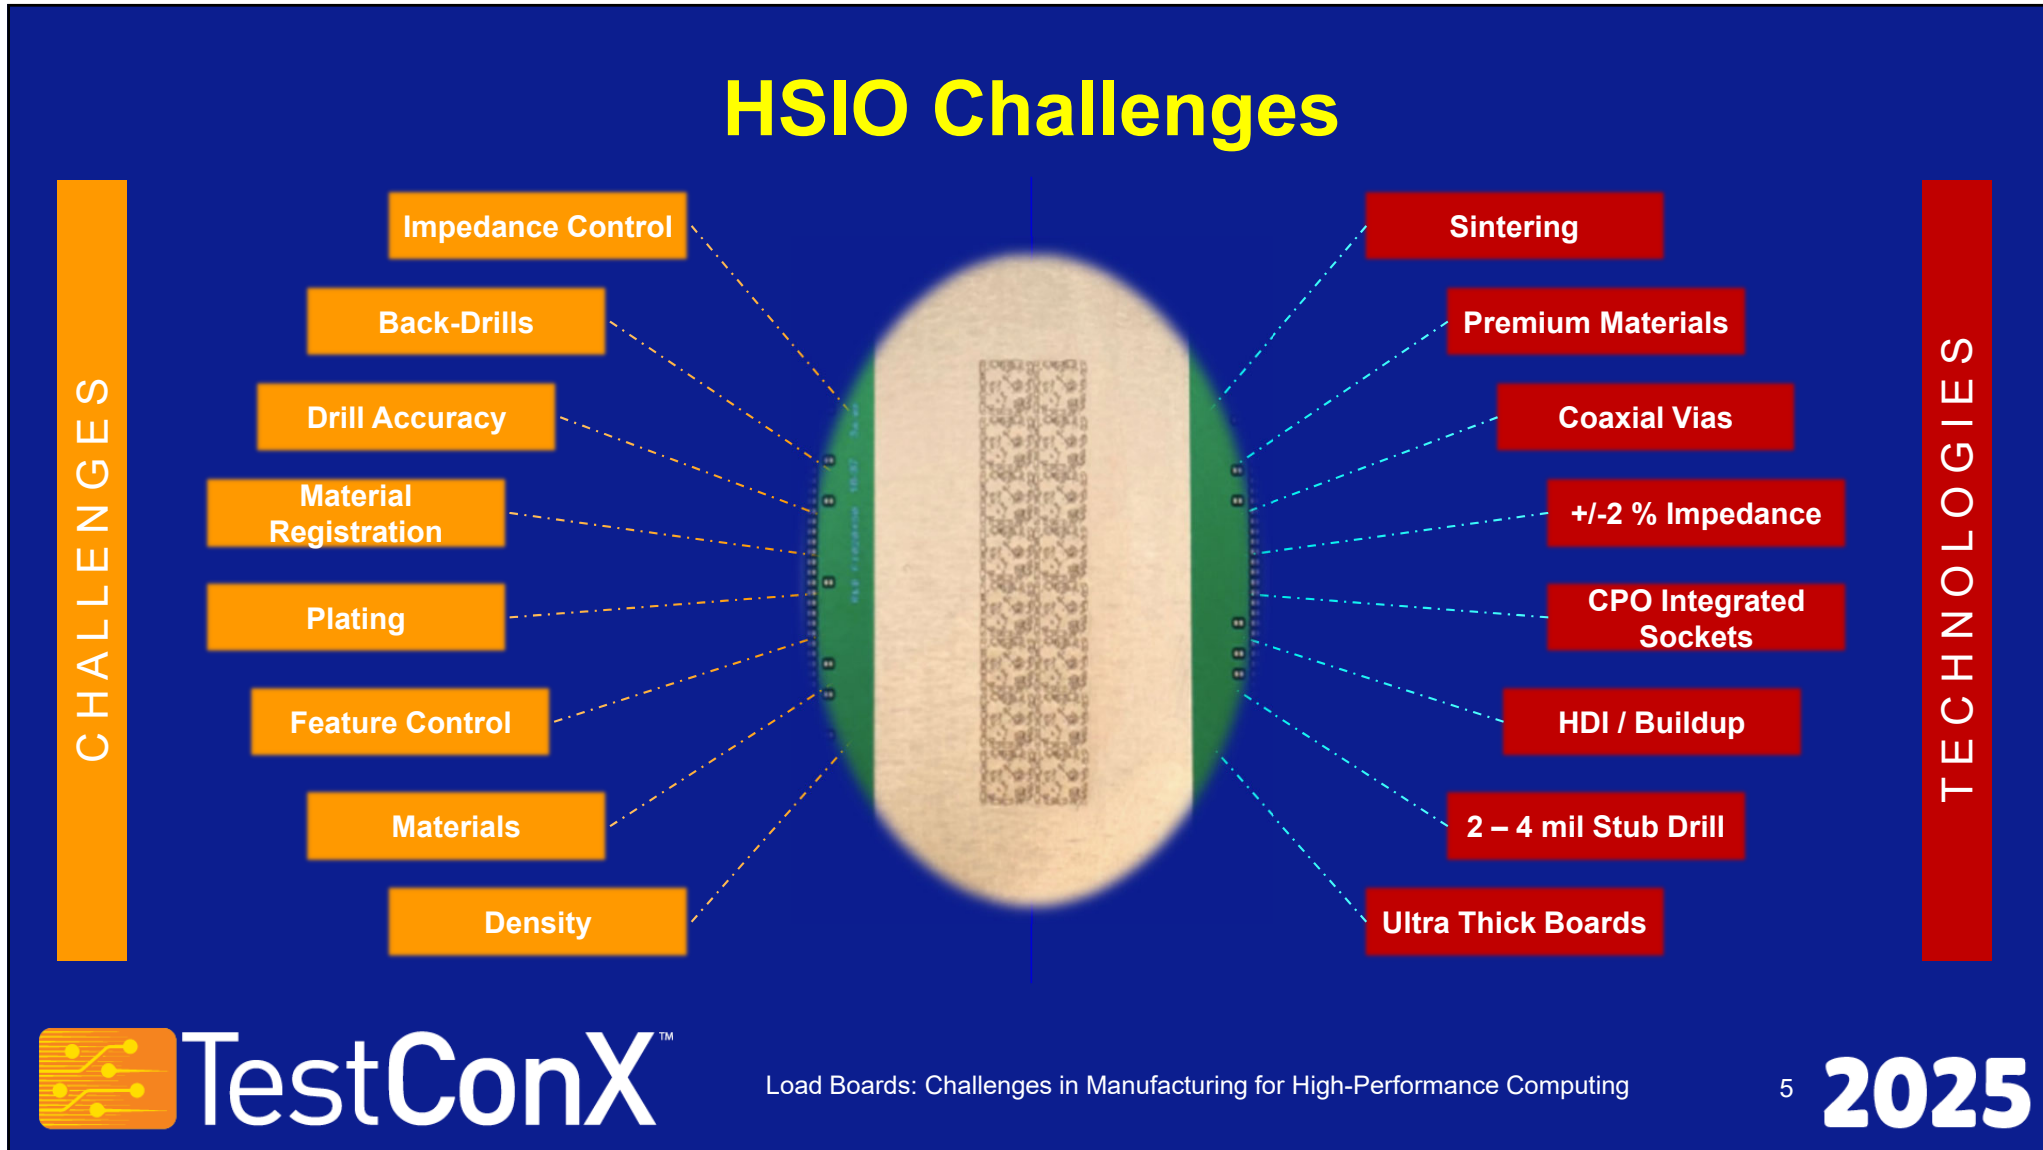 HSIO Challenges
CHALLENGES
Impedance Control
Back-Drills
Drill Accuracy
Material
Registration
Plating
Feature Control
Materials
Density
Sintering
Premium Materials
Coaxial Vias
+/-2 % Impedance
CPO Integrated
Sockets
HDI / Buildup
2 – 4 mil Stub Drill
Ultra Thick Boards
TECHNOLOGIES
TestConX™
Load Boards: Challenges in Manufacturing for High-Performance Computing
5
2025